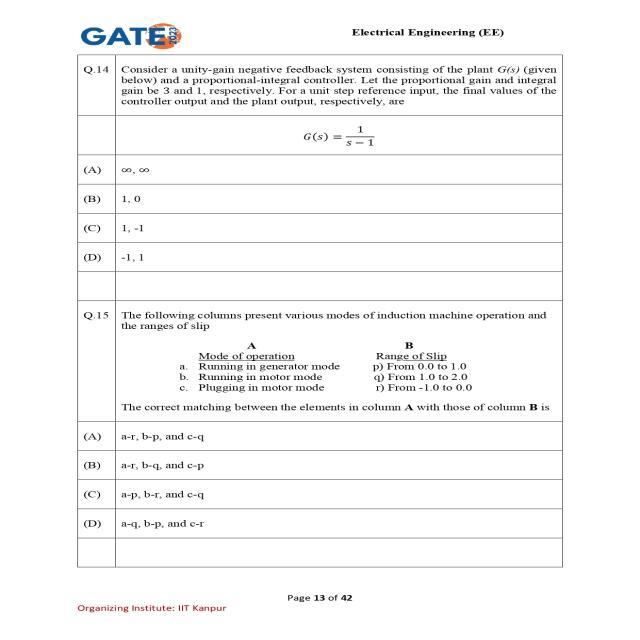 GATE 2023
Electrical Engineering (EE)
Q.14 Consider a unity-gain negative feedback system consisting of the plant G(s) (given
below) and a proportional-integral controller. Let the proportional gain and integral
gain be 3 and 1, respectively. For a unit step reference input, the final values of the
controller output and the plant output, respectively, are
G(s) = 1 / (s − 1)
(A) ∞, ∞
(B) 1, 0
(C) 1, -1
(D) -1, 1
Q.15 The following columns present various modes of induction machine operation and
the ranges of slip
A B
Mode of operation Range of Slip
a. Running in generator mode p) From 0.0 to 1.0
b. Running in motor mode q) From 1.0 to 2.0
c. Plugging in motor mode r) From -1.0 to 0.0
The correct matching between the elements in column A with those of column B is
(A) a-r, b-p, and c-q
(B) a-r, b-q, and c-p
(C) a-p, b-r, and c-q
(D) a-q, b-p, and c-r
Page 13 of 42
Organizing Institute: IIT Kanpur